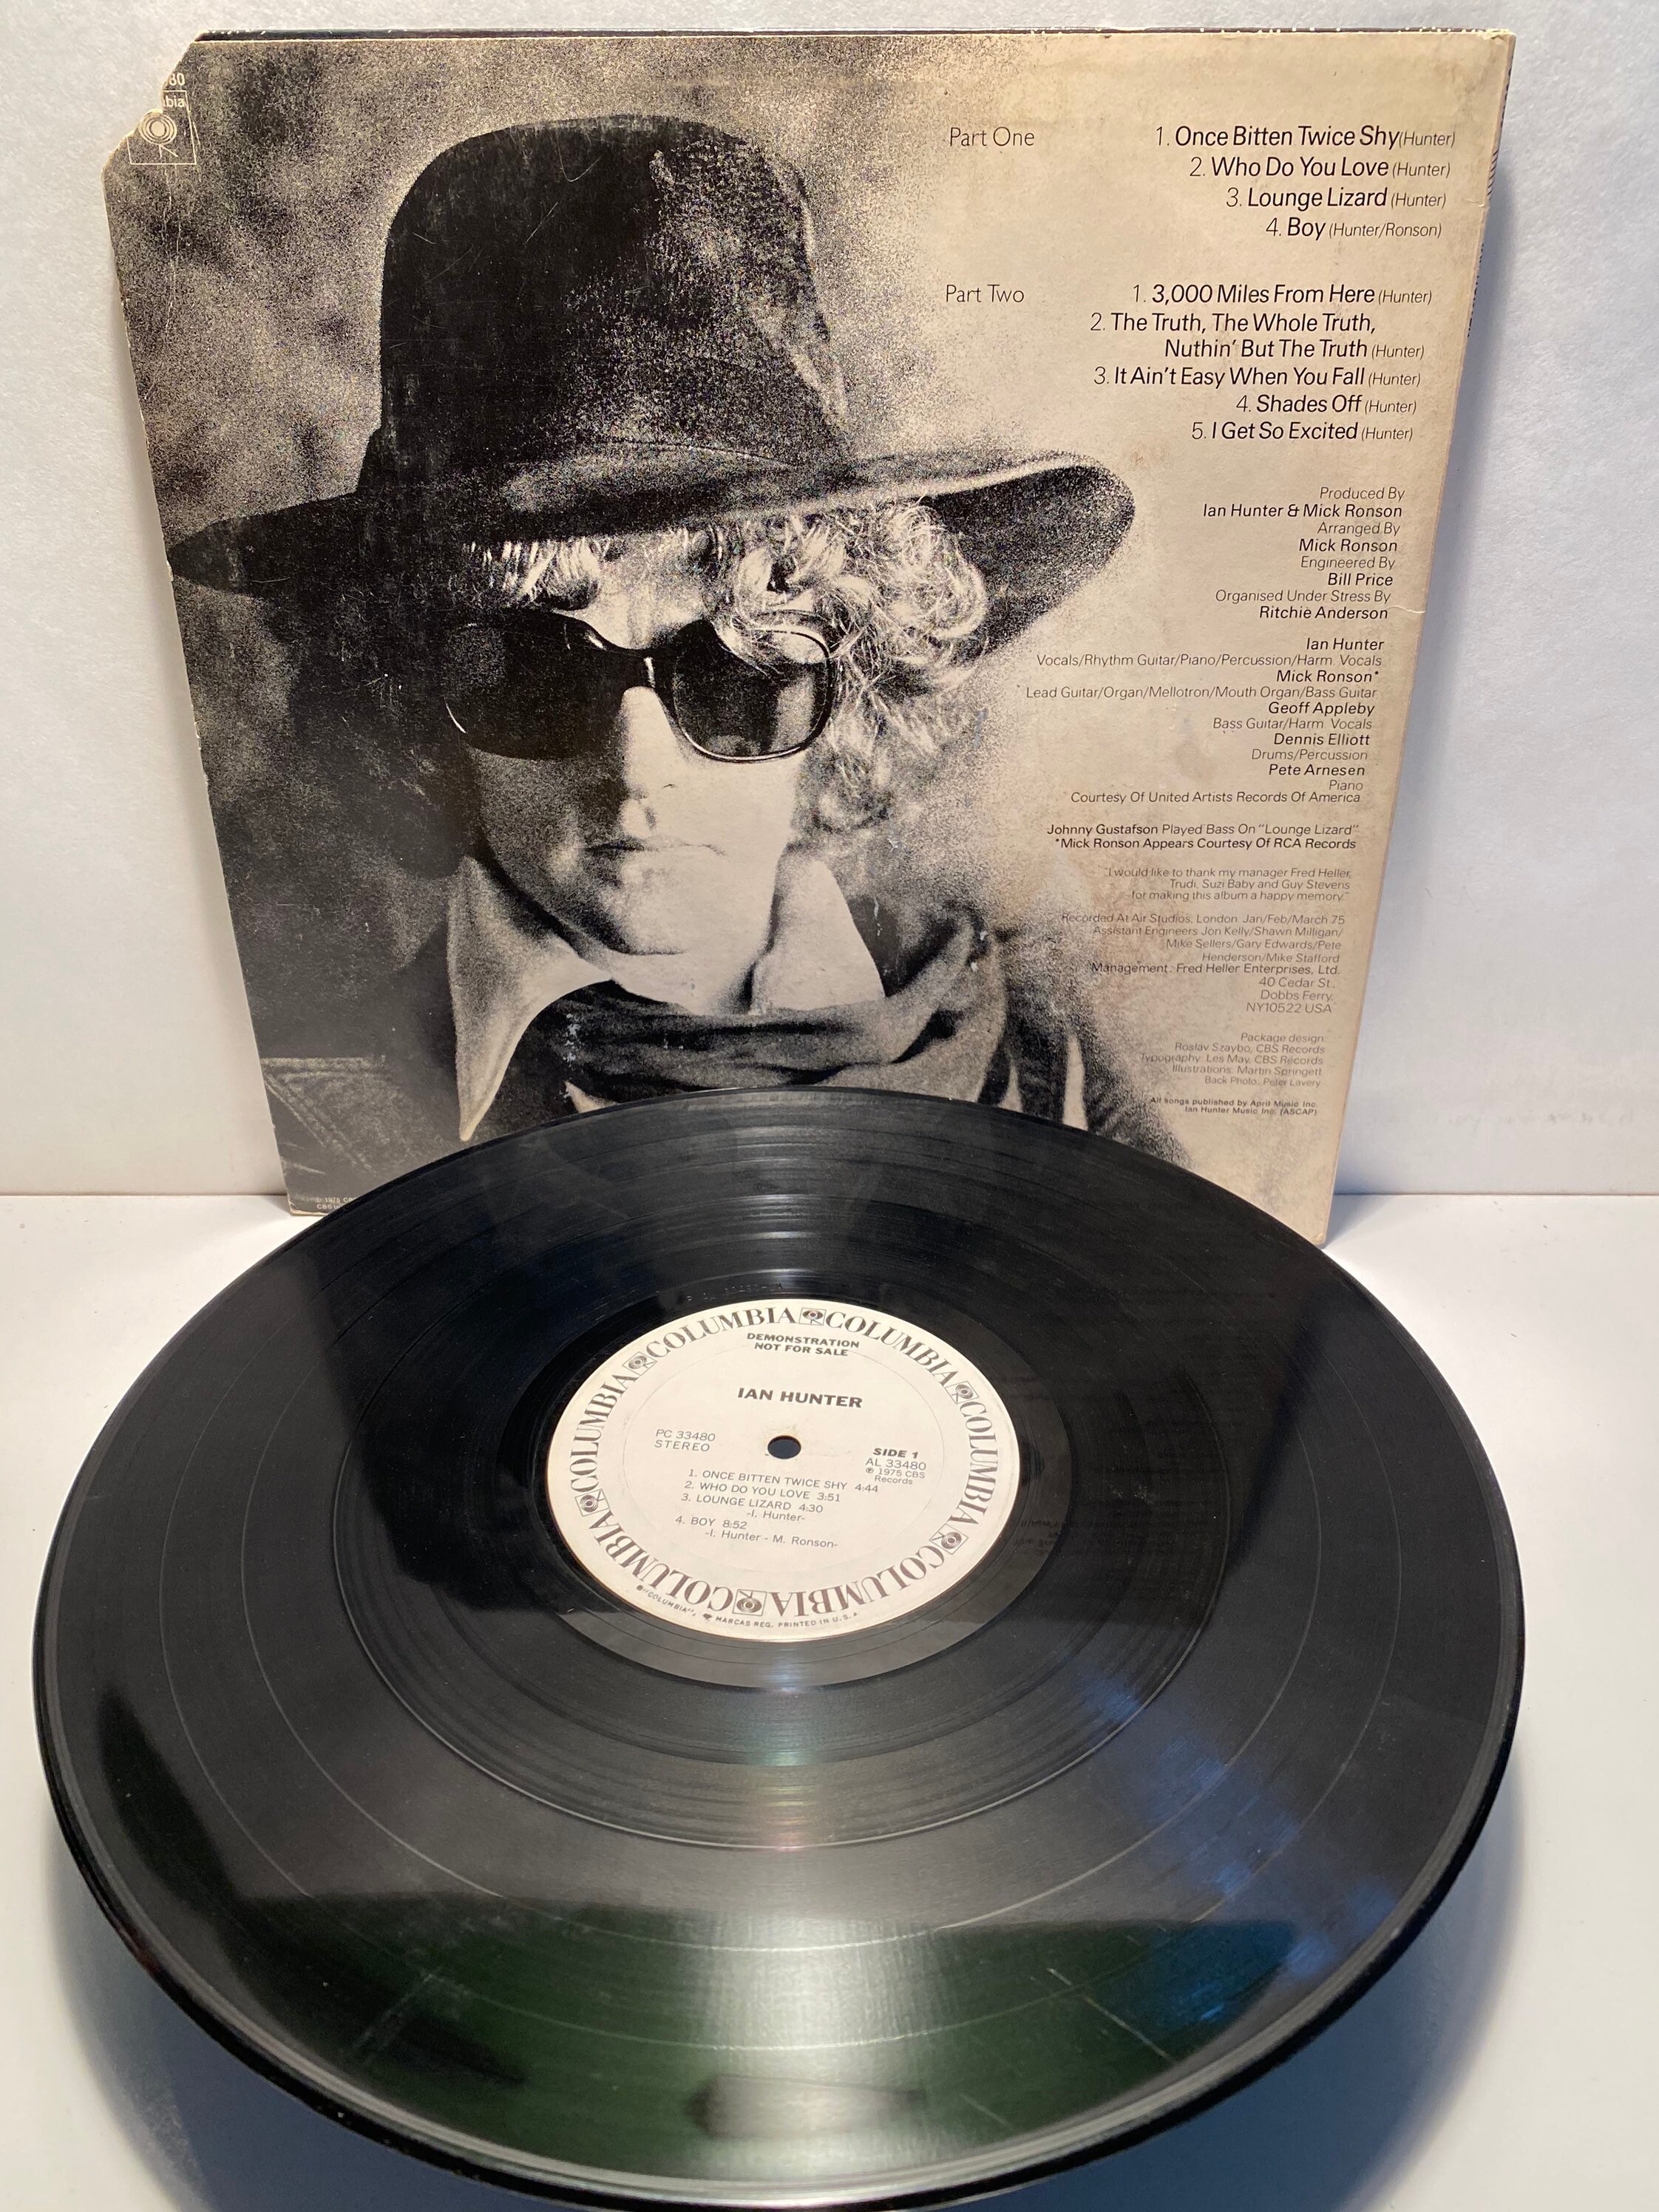 80
bia
Part One
1. Once Bitten Twice Shy (Hunter)
2. Who Do You Love (Hunter)
3. Lounge Lizard (Hunter)
4. Boy (Hunter/Ronson)
Part Two
1. 3,000 Miles From Here (Hunter)
2. The Truth, The Whole Truth,
Nuthin' But The Truth (Hunter)
3. It Ain't Easy When You Fall (Hunter)
4. Shades Off (Hunter)
5. I Get So Excited (Hunter)
Produced By
Ian Hunter & Mick Ronson
Arranged By
Mick Ronson
Engineered By
Bill Price
Organised Under Stress By
Ritchie Anderson
Ian Hunter
Vocals/Rhythm Guitar/Piano/Percussion/Harm. Vocals
Mick Ronson*
Lead Guitar/Organ/Mellotron/Mouth Organ/Bass Guitar
Geoff Appleby
Bass Guitar/Harm. Vocals
Dennis Elliott
Drums/Percussion
Pete Arnesen
Piano
Courtesy Of United Artists Records Of America
Johnny Gustafson Played Bass On "Lounge Lizard"
*Mick Ronson Appears Courtesy Of RCA Records
"I would like to thank my manager Fred Heller,
Trudi, Suzi Baby and Guy Stevens
for making this album a happy memory."
Recorded At Air Studios, London. Jan/Feb/March 75
Assistant Engineers Jon Kelly/Shawn Milligan/
Mike Sellers/Gary Edwards/Pete
Henderson/Mike Stafford
Management: Fred Heller Enterprises, Ltd.
40 Cedar St.,
Dobbs Ferry,
NY10522 USA
Package design:
Roslav Szaybo, CBS Records
Typography: Les May, CBS Records
Illustrations: Martin Springett
Back Photo: Peter Lavery
All songs published by April Music Inc.
Ian Hunter Music Inc. (ASCAP)
1975
COLUMBIA COLUMBIA COLUMBIA COLUMBIA COLUMBIA COLUMBIA
DEMONSTRATION
NOT FOR SALE
IAN HUNTER
PC 33480
STEREO
SIDE 1
AL 33480
℗ 1975 CBS
Records
1. ONCE BITTEN TWICE SHY 4:44
2. WHO DO YOU LOVE 3:51
3. LOUNGE LIZARD 4:30
-I. Hunter-
4. BOY 8:52
-I. Hunter - M. Ronson-
®"COLUMBIA", MARCAS REG. PRINTED IN U.S.A.